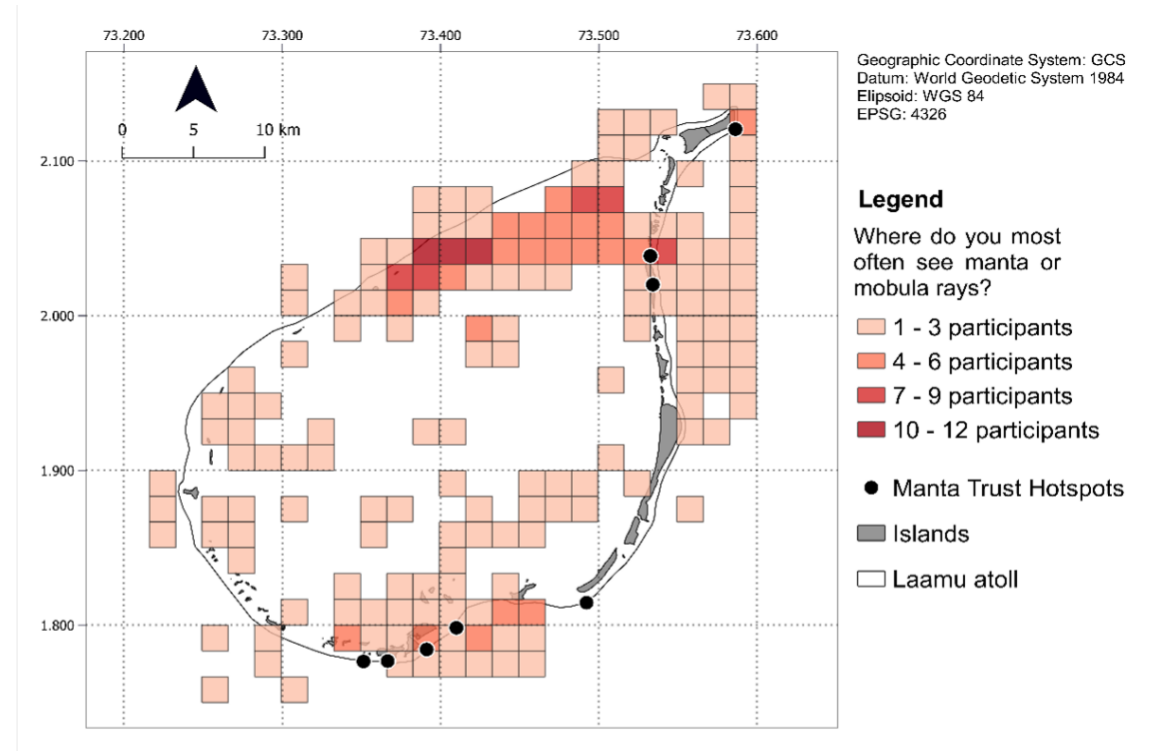 73.200 73.300 73.400 73.500 73.600
Geographic Coordinate System: GCS
Datum: World Geodetic System 1984
Elipsoid: WGS 84
EPSG: 4326
0 5 10 km
2.100
2.000
1.900
1.800
Legend
Where do you most
often see manta or
mobula rays?
1 - 3 participants
4 - 6 participants
7 - 9 participants
10 - 12 participants
Manta Trust Hotspots
Islands
Laamu atoll